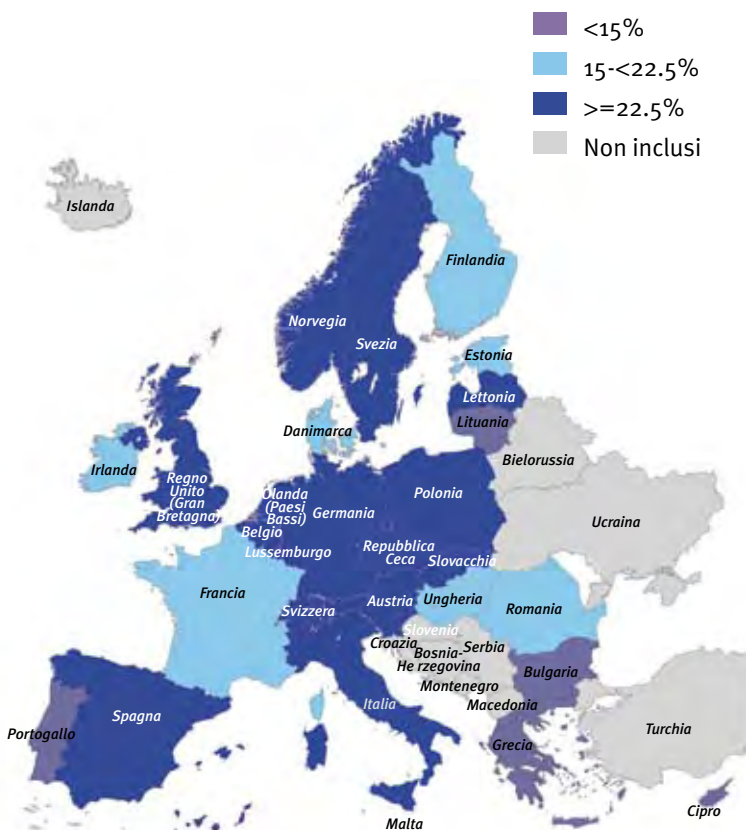 <15%
15-<22.5%
>=22.5%
Non inclusi
Islanda
Finlandia
Norvegia
Svezia
Estonia
Lettonia
Lituania
Danimarca
Bielorussia
Irlanda
Regno
Unito
(Gran
Bretagna)
Olanda
(Paesi
Bassi)
Germania
Polonia
Belgio
Lussemburgo
Repubblica
Ceca
Slovacchia
Ucraina
Francia
Svizzera
Austria
Ungheria
Romania
Slovenia
Croazia
Serbia
Bosnia-
He rzegovina
Montenegro
Bulgaria
Macedonia
Italia
Spagna
Portogallo
Grecia
Turchia
Cipro
Malta